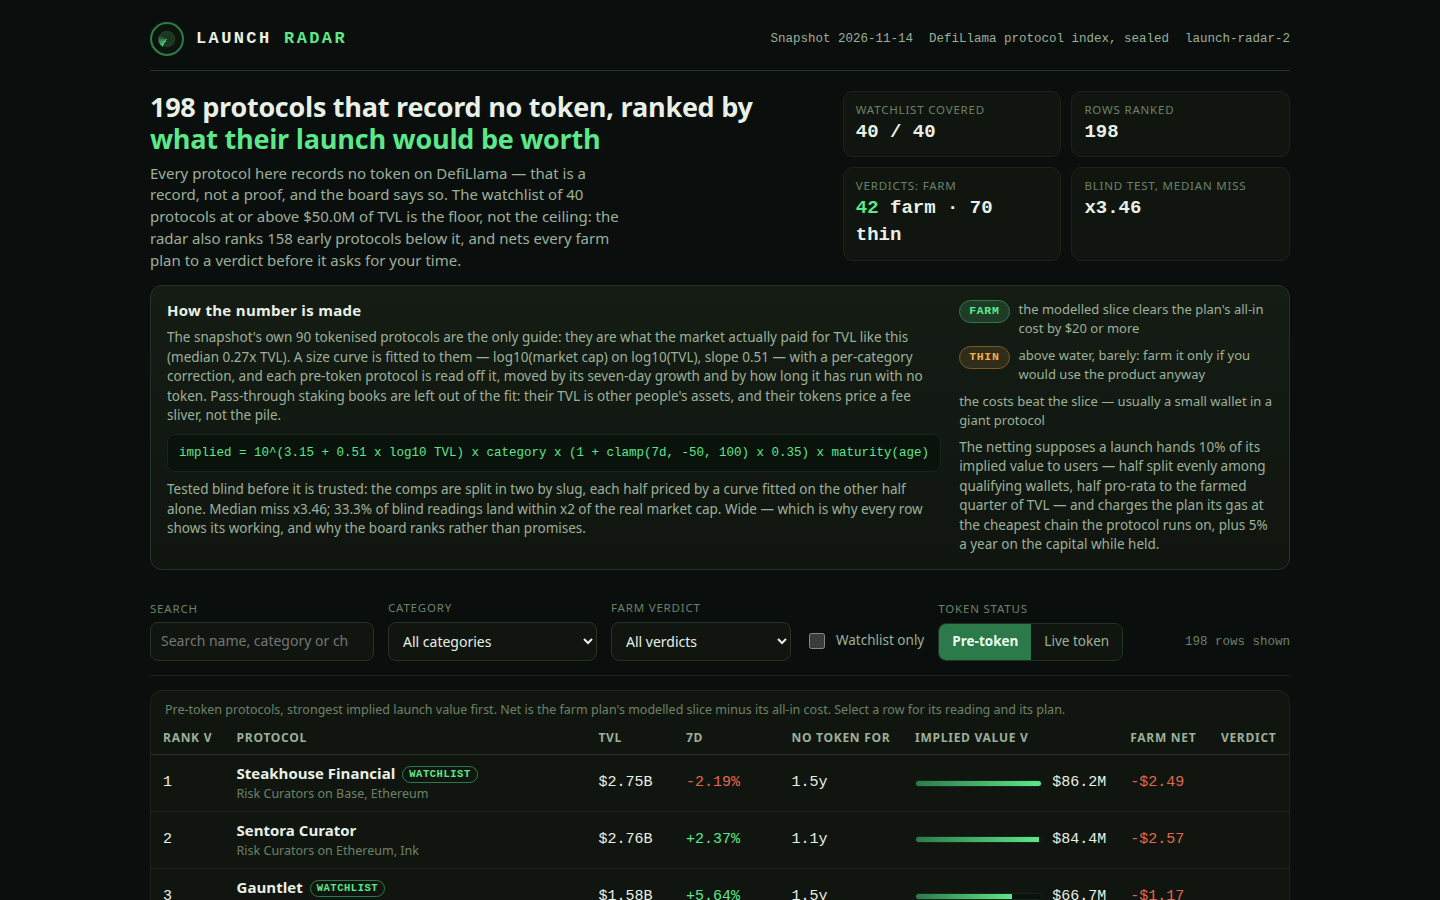 LAUNCH RADAR
Snapshot 2026-11-14 DefiLlama protocol index, sealed launch-radar-2
198 protocols that record no token, ranked by
what their launch would be worth
Every protocol here records no token on DefiLlama — that is a
record, not a proof, and the board says so. The watchlist of 40
protocols at or above $50.0M of TVL is the floor, not the ceiling: the
radar also ranks 158 early protocols below it, and nets every farm
plan to a verdict before it asks for your time.
WATCHLIST COVERED
40 / 40
ROWS RANKED
198
VERDICTS: FARM
42 farm · 70
thin
BLIND TEST, MEDIAN MISS
x3.46
How the number is made
The snapshot's own 90 tokenised protocols are the only guide: they are what the market actually paid for TVL like this
(median 0.27x TVL). A size curve is fitted to them — log10(market cap) on log10(TVL), slope 0.51 — with a per-category
correction, and each pre-token protocol is read off it, moved by its seven-day growth and by how long it has run with no
token. Pass-through staking books are left out of the fit: their TVL is other people's assets, and their tokens price a fee
sliver, not the pile.
implied = 10^(3.15 + 0.51 x log10 TVL) x category x (1 + clamp(7d, -50, 100) x 0.35) x maturity(age)
Tested blind before it is trusted: the comps are split in two by slug, each half priced by a curve fitted on the other half
alone. Median miss x3.46; 33.3% of blind readings land within x2 of the real market cap. Wide — which is why every row
shows its working, and why the board ranks rather than promises.
FARM the modelled slice clears the plan's all-in
cost by $20 or more
THIN above water, barely: farm it only if you
would use the product anyway
the costs beat the slice — usually a small wallet in a
giant protocol
The netting supposes a launch hands 10% of its
implied value to users — half split evenly among
qualifying wallets, half pro-rata to the farmed
quarter of TVL — and charges the plan its gas at
the cheapest chain the protocol runs on, plus 5%
a year on the capital while held.
SEARCH
Search name, category or ch
CATEGORY
All categories
FARM VERDICT
All verdicts
Watchlist only
TOKEN STATUS
Pre-token Live token
198 rows shown
Pre-token protocols, strongest implied launch value first. Net is the farm plan's modelled slice minus its all-in cost. Select a row for its reading and its plan.
RANK V PROTOCOL TVL 7D NO TOKEN FOR IMPLIED VALUE V FARM NET VERDICT
1 Steakhouse Financial WATCHLIST $2.75B -2.19% 1.5y $86.2M -$2.49
Risk Curators on Base, Ethereum
2 Sentora Curator $2.76B +2.37% 1.1y $84.4M -$2.57
Risk Curators on Ethereum, Ink
3 Gauntlet WATCHLIST $1.58B +5.64% 1.5y $66.7M -$1.17